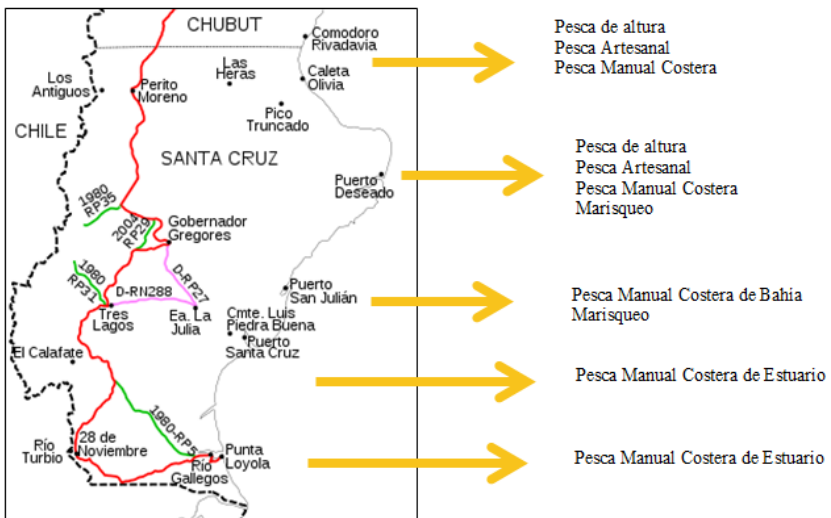 CHUBUT
Comodoro
Rivadavia
Las
Heras
Los
Antiguos
Perito
Moreno
Caleta
Olivia
Pico
Truncado
CHILE
SANTA CRUZ
Puerto
Deseado
1980
RP35
2004
RP29
Gobernador
Gregores
1980
RP31
D-RN288
D-RP27
Puerto
San Julián
Tres
Lagos
Ea. La
Julia
Cmte. Luis
Piedra Buena
Puerto
Santa Cruz
El Calafate
1980-RP5
28 de
Noviembre
Río
Turbio
Punta
Loyola
Río
Gallegos
Pesca de altura
Pesca Artesanal
Pesca Manual Costera
Pesca de altura
Pesca Artesanal
Pesca Manual Costera
Marisqueo
Pesca Manual Costera de Bahia
Marisqueo
Pesca Manual Costera de Estuario
Pesca Manual Costera de Estuario